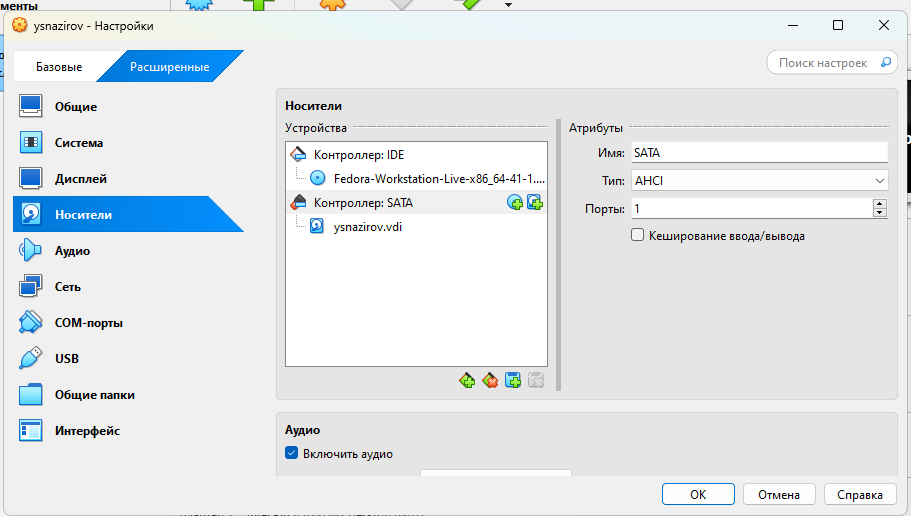 менты
ysnazirov - Настройки
Базовые
Расширенные
Поиск настроек
Общие
Система
Дисплей
Носители
Аудио
Сеть
COM-порты
USB
Общие папки
Интерфейс
Носители
Устройства
Контроллер: IDE
Fedora-Workstation-Live-x86_64-41-1....
Контроллер: SATA
ysnazirov.vdi
Атрибуты
Имя: SATA
Тип: AHCI
Порты: 1
Кеширование ввода/вывода
Аудио
Включить аудио
OK
Отмена
Справка